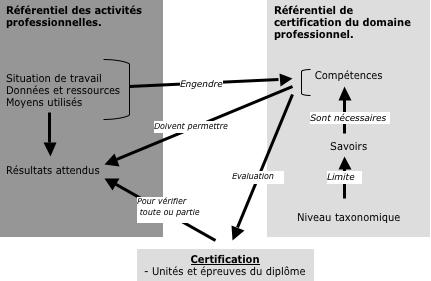 Référentiel des activités
professionnelles.
Référentiel de
certification du domaine
professionnel.
Situation de travail
Données et ressources
Moyens utilisés
Engendre
Compétences
Sont nécessaires
Doivent permettre
Savoirs
Résultats attendus
Evaluation
Limite
Pour vérifier
toute ou partie
Niveau taxonomique
Certification
- Unités et épreuves du diplôme